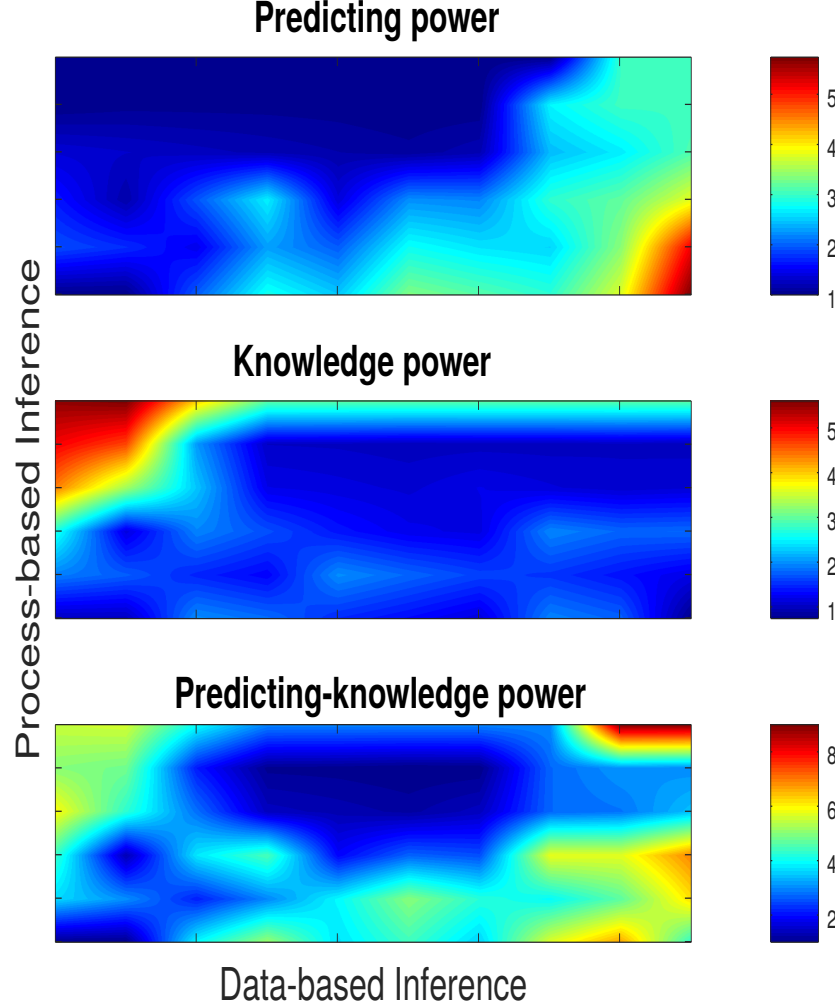 Predicting power
5
4
3
2
1
Process-based Inference
Knowledge power
5
4
3
2
1
Predicting-knowledge power
8
6
4
2
Data-based Inference